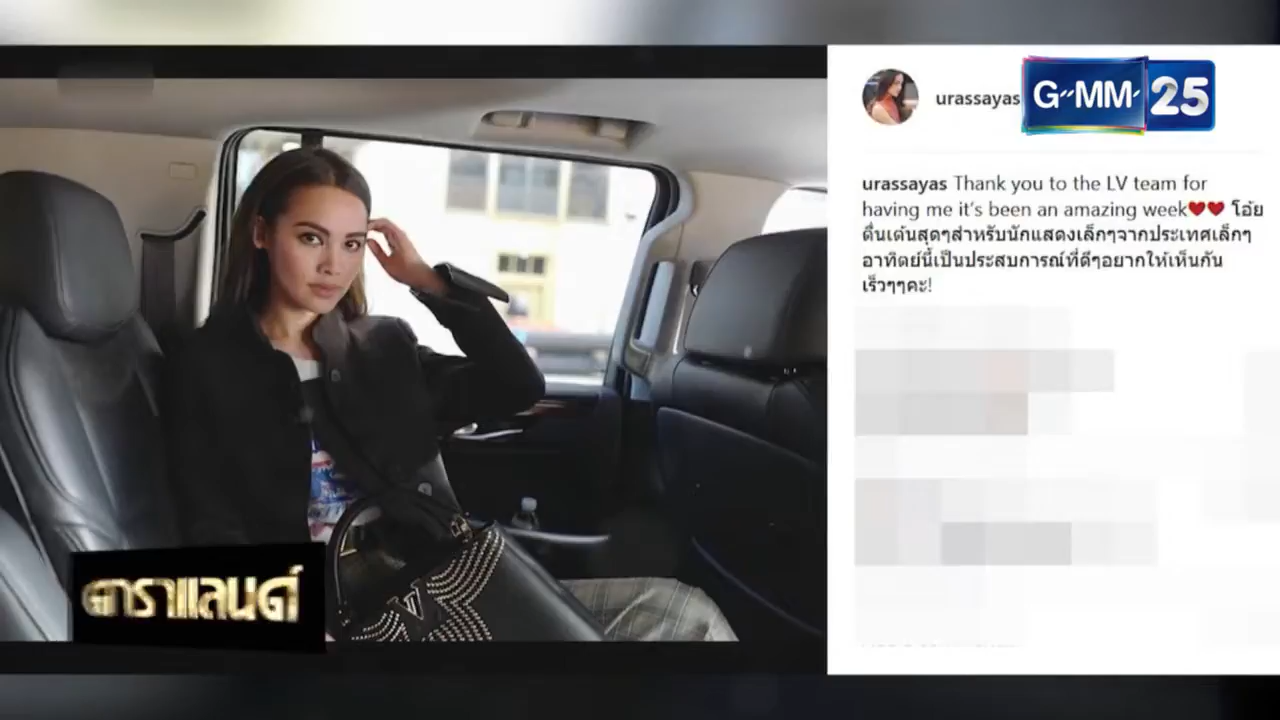 urassayas
G"MM' 25
urassayas Thank you to the LV team for
having me it's been an amazing week♥♥ โอ๊ย
ตื่นเต้นสุดๆสำหรับนักแสดงเล็กๆจากประเทศเล็กๆ
อาทิตย์นี้เป็นประสบการณ์ที่ดีๆอยากให้เห็นกัน
เร็วๆๆคะ!
ดาราแลนด์
LV